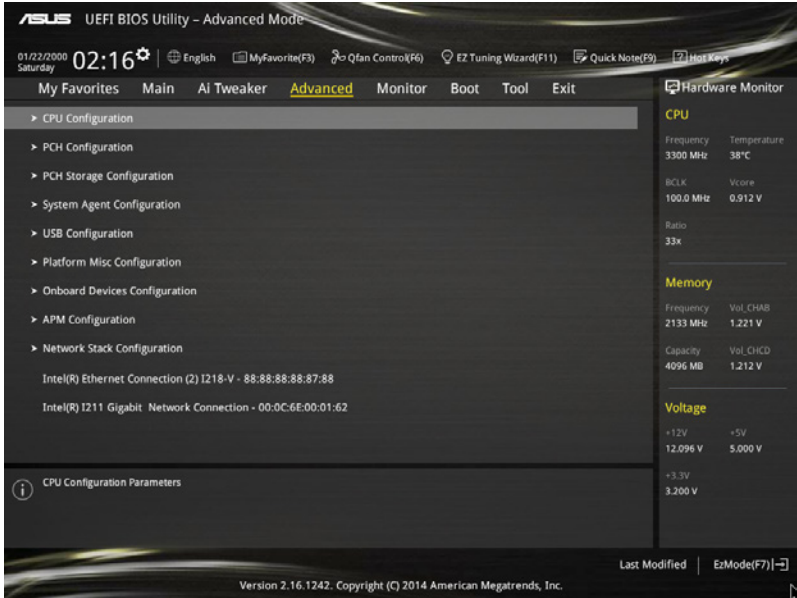 ASUS UEFI BIOS Utility – Advanced Mode
01/22/2000 Saturday 02:16 English MyFavorite(F3) Qfan Control(F6) EZ Tuning Wizard(F11) Quick Note(F9) ? Hot Keys
My Favorites Main Ai Tweaker Advanced Monitor Boot Tool Exit
> CPU Configuration
> PCH Configuration
> PCH Storage Configuration
> System Agent Configuration
> USB Configuration
> Platform Misc Configuration
> Onboard Devices Configuration
> APM Configuration
> Network Stack Configuration
Intel(R) Ethernet Connection (2) I218-V - 88:88:88:88:87:88
Intel(R) I211 Gigabit Network Connection - 00:0C:6E:00:01:62
i CPU Configuration Parameters
Hardware Monitor
CPU
Frequency Temperature
3300 MHz 38°C
BCLK Vcore
100.0 MHz 0.912 V
Ratio
33x
Memory
Frequency Vol_CHAB
2133 MHz 1.221 V
Capacity Vol_CHCD
4096 MB 1.212 V
Voltage
+12V +5V
12.096 V 5.000 V
+3.3V
3.200 V
Last Modified EzMode(F7)
Version 2.16.1242. Copyright (C) 2014 American Megatrends, Inc.